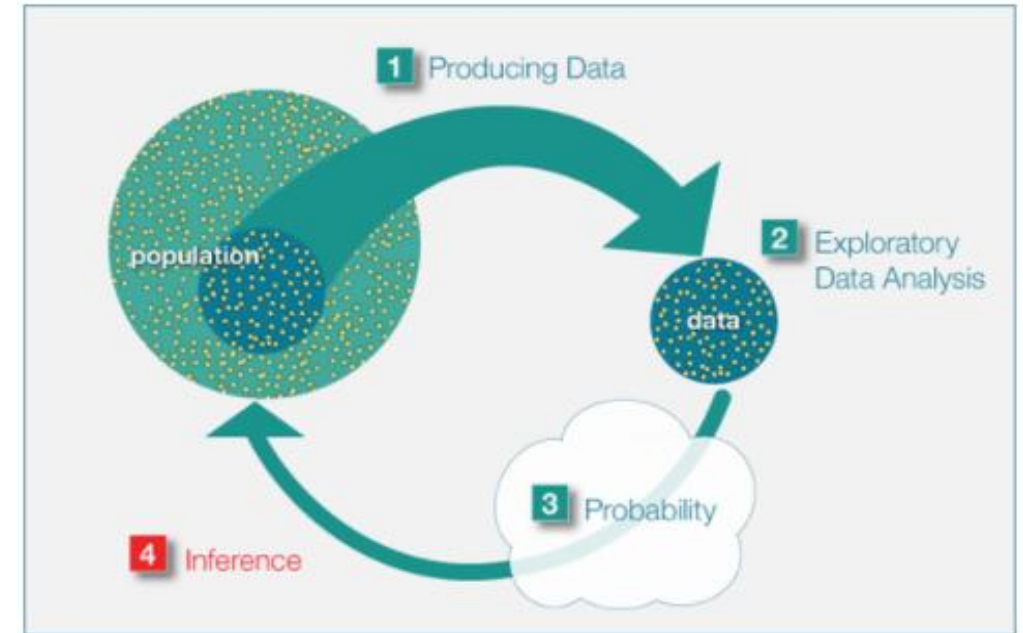 1 Producing Data
population
2 Exploratory
Data Analysis
data
3 Probability
4 Inference